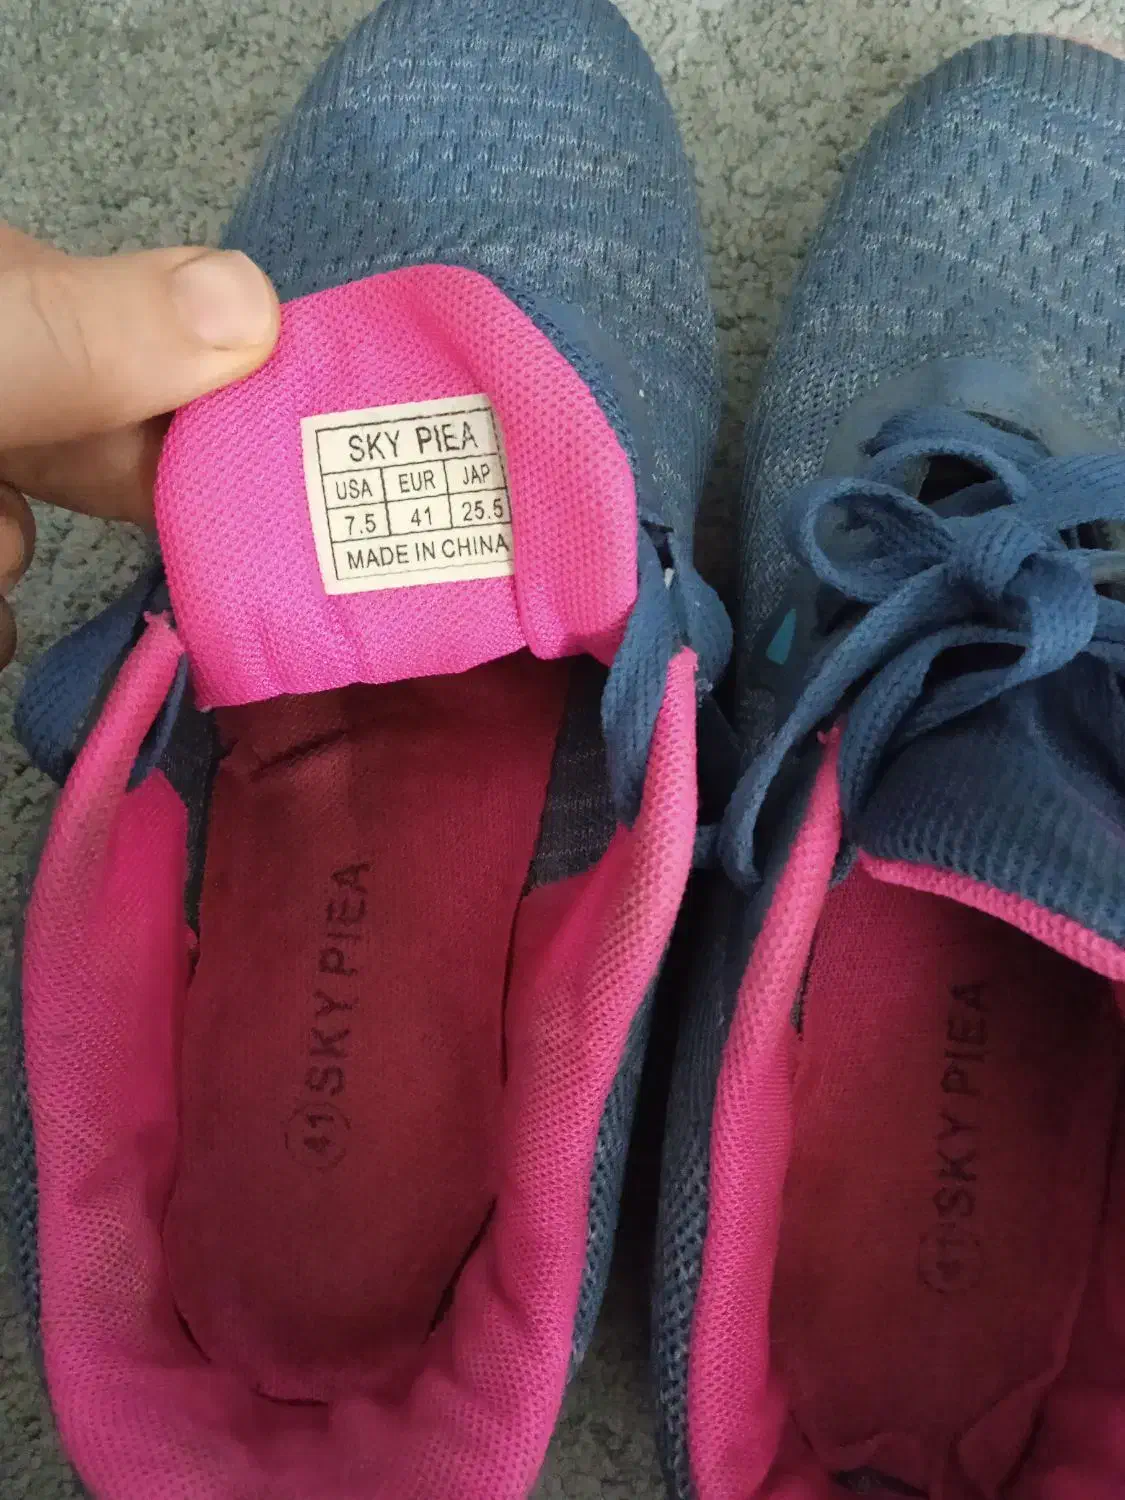 SKY PIEA
USA EUR JAP
7.5 41 25.5
MADE IN CHINA
41 SKY PIEA
41 SKY PIEA